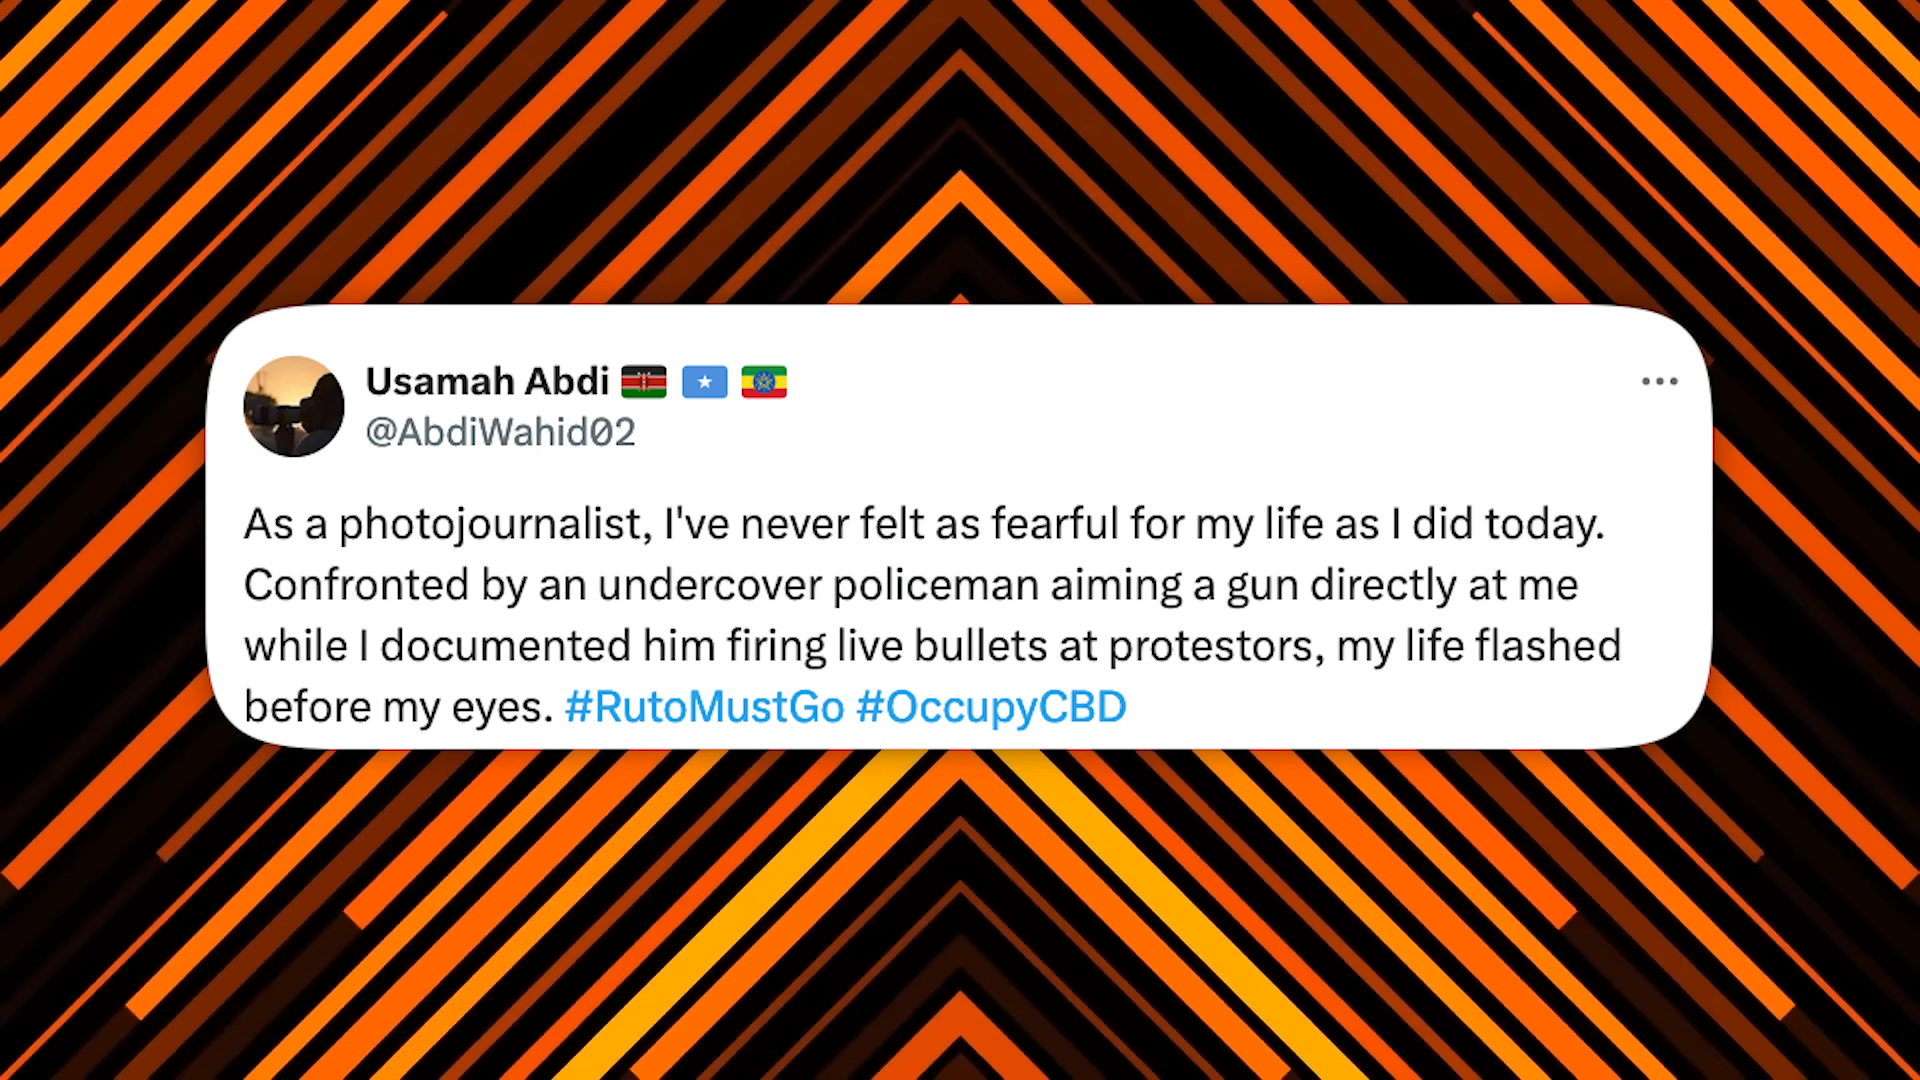 Usamah Abdi 🇰🇪 🇸🇴 🇪🇹
@AbdiWahid02
As a photojournalist, I've never felt as fearful for my life as I did today.
Confronted by an undercover policeman aiming a gun directly at me
while I documented him firing live bullets at protestors, my life flashed
before my eyes. #RutoMustGo #OccupyCBD